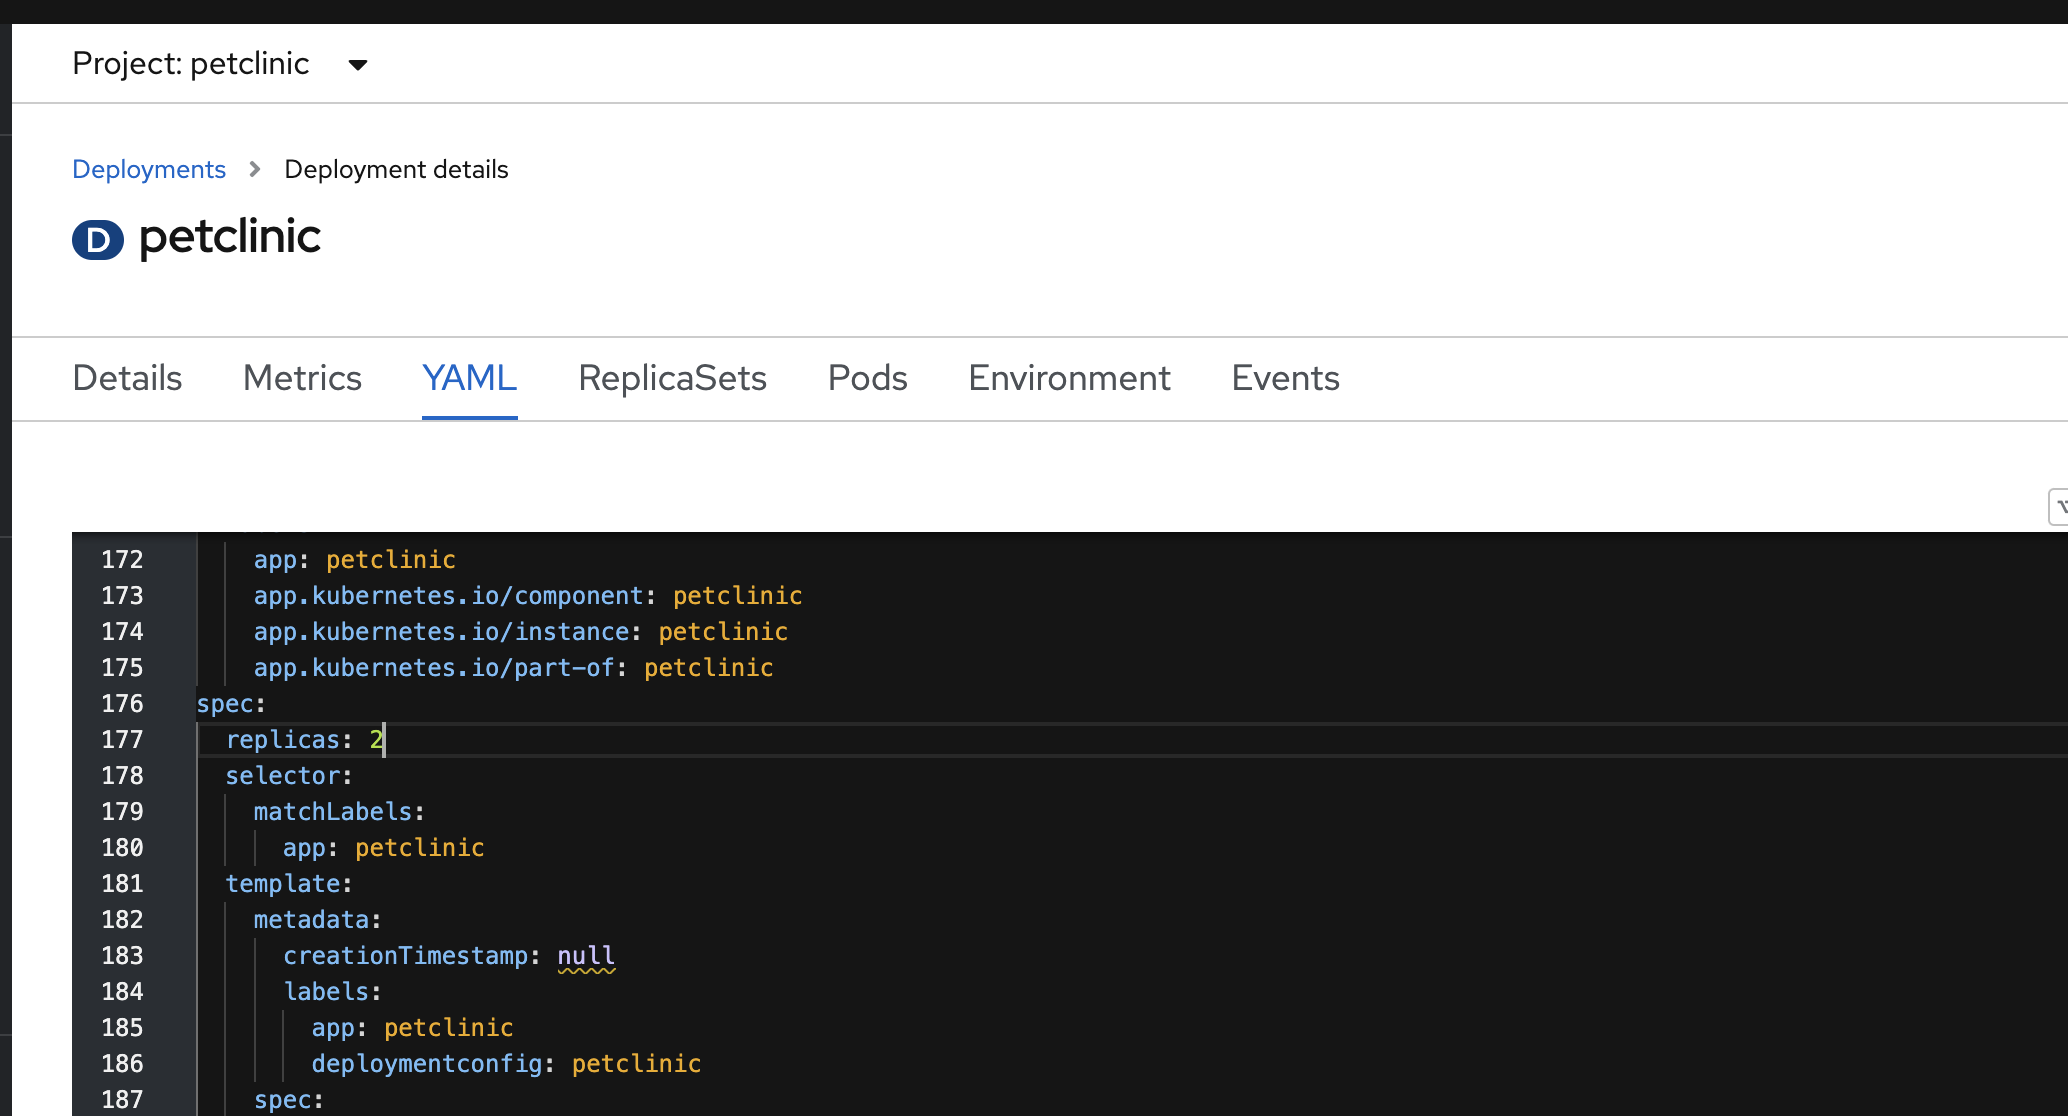 Project: petclinic
Deployments > Deployment details
D petclinic
Details Metrics YAML ReplicaSets Pods Environment Events
172 app: petclinic
173 app.kubernetes.io/component: petclinic
174 app.kubernetes.io/instance: petclinic
175 app.kubernetes.io/part-of: petclinic
176 spec:
177 replicas: 2
178 selector:
179 matchLabels:
180 app: petclinic
181 template:
182 metadata:
183 creationTimestamp: null
184 labels:
185 app: petclinic
186 deploymentconfig: petclinic
187 spec: